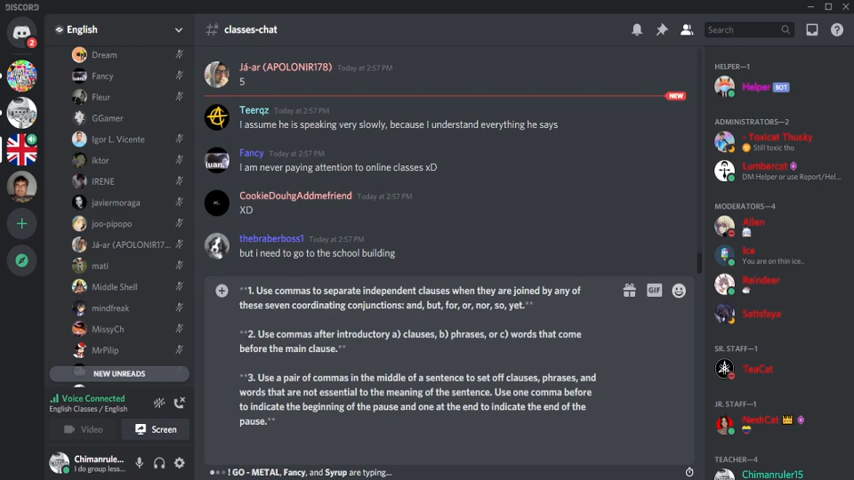 DISCORD
English
classes-chat
Search
2
Dream
Fancy
Fleur
GGamer
Igor L. Vicente
iktor
IRENE
javiermoraga
joo-pipopo
Já-ar (APOLONIR17...
mati
Middle Shell
mindfreak
MissyCh
MrPilip
NEW UNREADS
Voice Connected
English Classes / English
Video
Screen
Chimanruler...
I do group less...
Já-ar (APOLONIR178) Today at 2:57 PM
5
NEW
Teerqz Today at 2:57 PM
I assume he is speaking very slowly, because I understand everything he says
Fancy Today at 2:57 PM
I am never paying attention to online classes xD
CookieDouhgAddmefriend Today at 2:57 PM
XD
thebraberboss1 Today at 2:57 PM
but i need to go to the school building
**1. Use commas to separate independent clauses when they are joined by any of
these seven coordinating conjunctions: and, but, for, or, nor, so, yet.**
**2. Use commas after introductory a) clauses, b) phrases, or c) words that come
before the main clause.**
**3. Use a pair of commas in the middle of a sentence to set off clauses, phrases, and
words that are not essential to the meaning of the sentence. Use one comma before
to indicate the beginning of the pause and one at the end to indicate the end of the
pause.**
GIF
! GO - METAL, Fancy, and Syrup are typing...
HELPER—1
Helper BOT
ADMINISTRATORS—2
- Toxicat Thusky
Still toxic tho
Lambercat
DM Helper or use Report/Hel...
MODERATORS—4
Allen
Ice
You are on thin ice..
Reindeer
Satisfaya
SR. STAFF—1
TeaCat
JR. STAFF—1
NeshCat
TEACHER—4
Chimanruler15